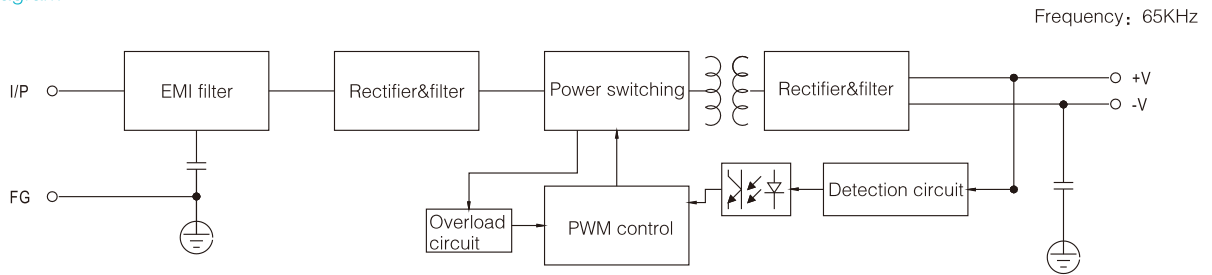 Frequency: 65KHz
I/P
EMI filter
Rectifier&filter
Power switching
Rectifier&filter
+V
-V
FG
Overload
circuit
PWM control
Detection circuit